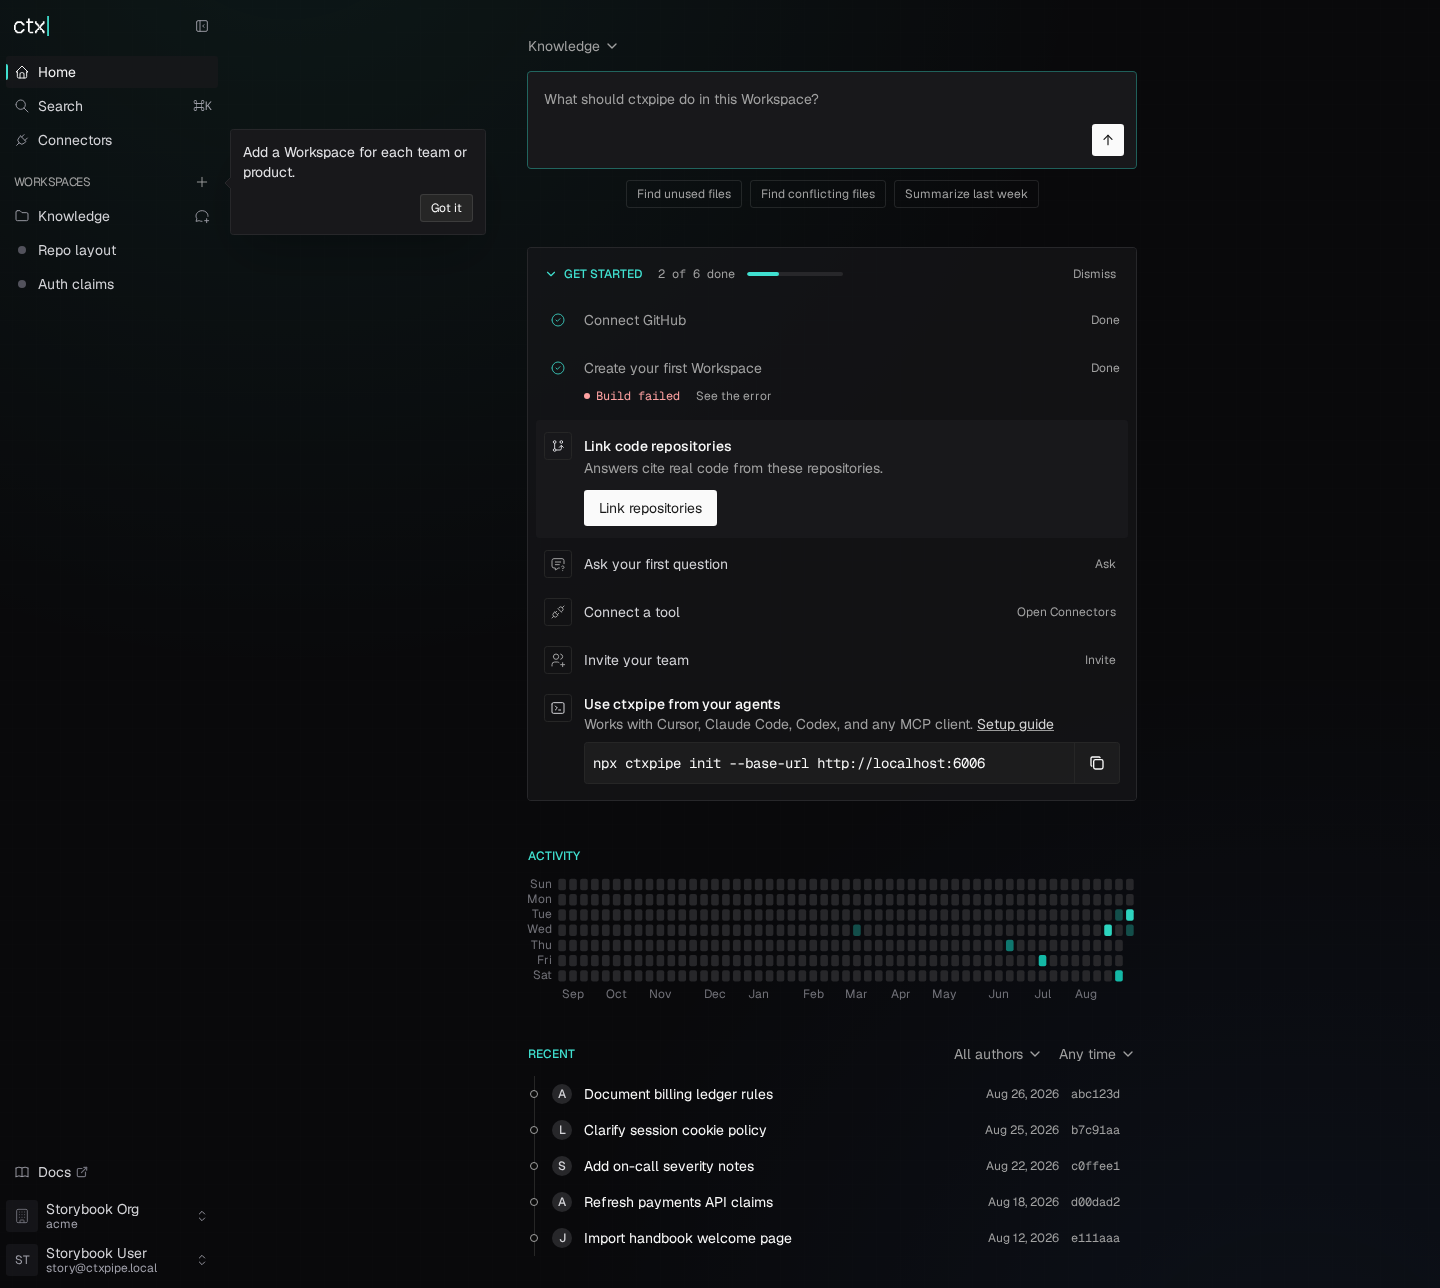 ctx
Home
Search ⌘K
Connectors
WORKSPACES
Knowledge
Repo layout
Auth claims
Add a Workspace for each team or
product.
Got it
Knowledge
What should ctxpipe do in this Workspace?
Find unused files
Find conflicting files
Summarize last week
GET STARTED 2 of 6 done Dismiss
Connect GitHub Done
Create your first Workspace Done
Build failed See the error
Link code repositories
Answers cite real code from these repositories.
Link repositories
Ask your first question Ask
Connect a tool Open Connectors
Invite your team Invite
Use ctxpipe from your agents
Works with Cursor, Claude Code, Codex, and any MCP client. Setup guide
npx ctxpipe init --base-url http://localhost:6006
ACTIVITY
Sun
Mon
Tue
Wed
Thu
Fri
Sat
Sep Oct Nov Dec Jan Feb Mar Apr May Jun Jul Aug
RECENT All authors Any time
A Document billing ledger rules Aug 26, 2026 abc123d
L Clarify session cookie policy Aug 25, 2026 b7c91aa
S Add on-call severity notes Aug 22, 2026 c0ffee1
A Refresh payments API claims Aug 18, 2026 d00dad2
J Import handbook welcome page Aug 12, 2026 e111aaa
Docs
Storybook Org
acme
ST Storybook User
story@ctxpipe.local